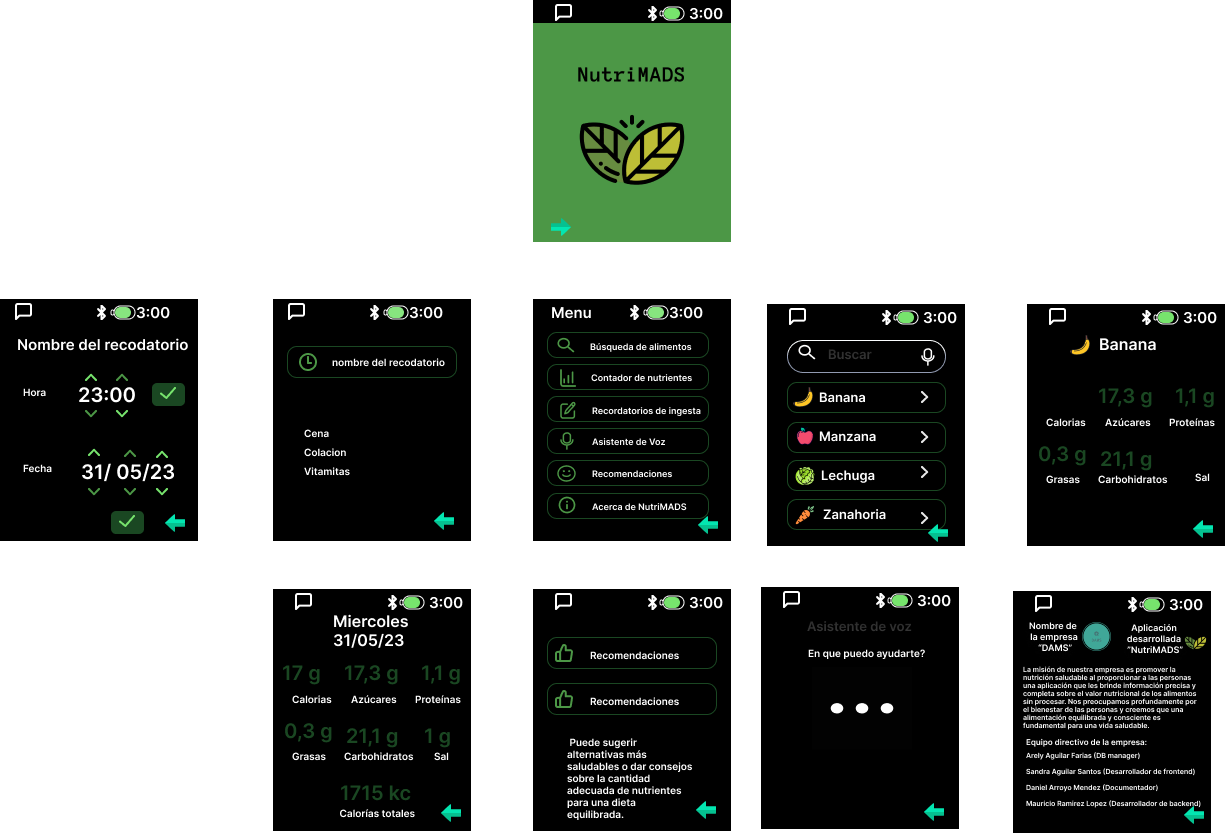 3:00
NutriMADS
3:00
Nombre del recodatorio
Hora
23:00
Fecha
31/ 05/23
3:00
nombre del recodatorio
Cena
Colacion
Vitamitas
Menu
3:00
Búsqueda de alimentos
Contador de nutrientes
Recordatorios de ingesta
Asistente de Voz
Recomendaciones
Acerca de NutriMADS
3:00
Buscar
Banana
Manzana
Lechuga
Zanahoria
3:00
Banana
17,3 g
1,1 g
Calorias
Azúcares
Proteínas
0,3 g
21,1 g
Grasas
Carbohidratos
Sal
3:00
Miercoles
31/05/23
17 g
17,3 g
1,1 g
Calorias
Azúcares
Proteínas
0,3 g
21,1 g
1 g
Grasas
Carbohidratos
Sal
1715 kc
Calorías totales
3:00
Recomendaciones
Recomendaciones
Puede sugerir
alternativas más
saludables o dar consejos
sobre la cantidad
adecuada de nutrientes
para una dieta
equilibrada.
3:00
Asistente de voz
En que puedo ayudarte?
3:00
Nombre de
la empresa
“DAMS”
Aplicación
desarrollada
“NutriMADS”
La misión de nuestra empresa es promover la
nutrición saludable al proporcionar a las personas
una aplicación que les brinde información precisa y
completa sobre el valor nutricional de los alimentos
sin procesar. Nos preocupamos profundamente por
el bienestar de las personas y creemos que una
alimentación equilibrada y consciente es
fundamental para una vida saludable.
Equipo directivo de la empresa:
Arely Aguilar Farias (DB manager)
Sandra Aguilar Santos (Desarrollador de frontend)
Daniel Arroyo Mendez (Documentador)
Mauricio Ramirez Lopez (Desarrollador de backend)